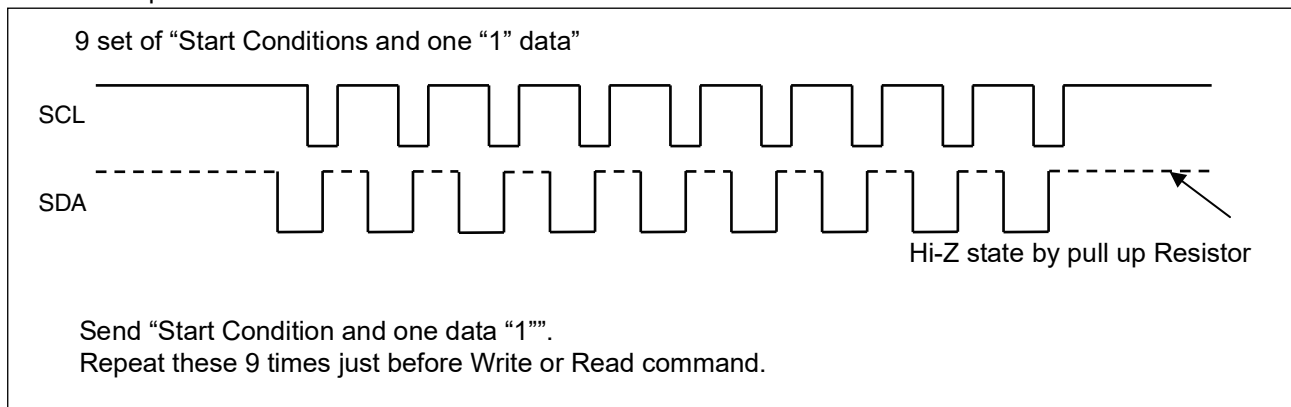 9 set of “Start Conditions and one “1” data”
SCL
SDA
Hi-Z state by pull up Resistor
Send “Start Condition and one data “1””.
Repeat these 9 times just before Write or Read command.